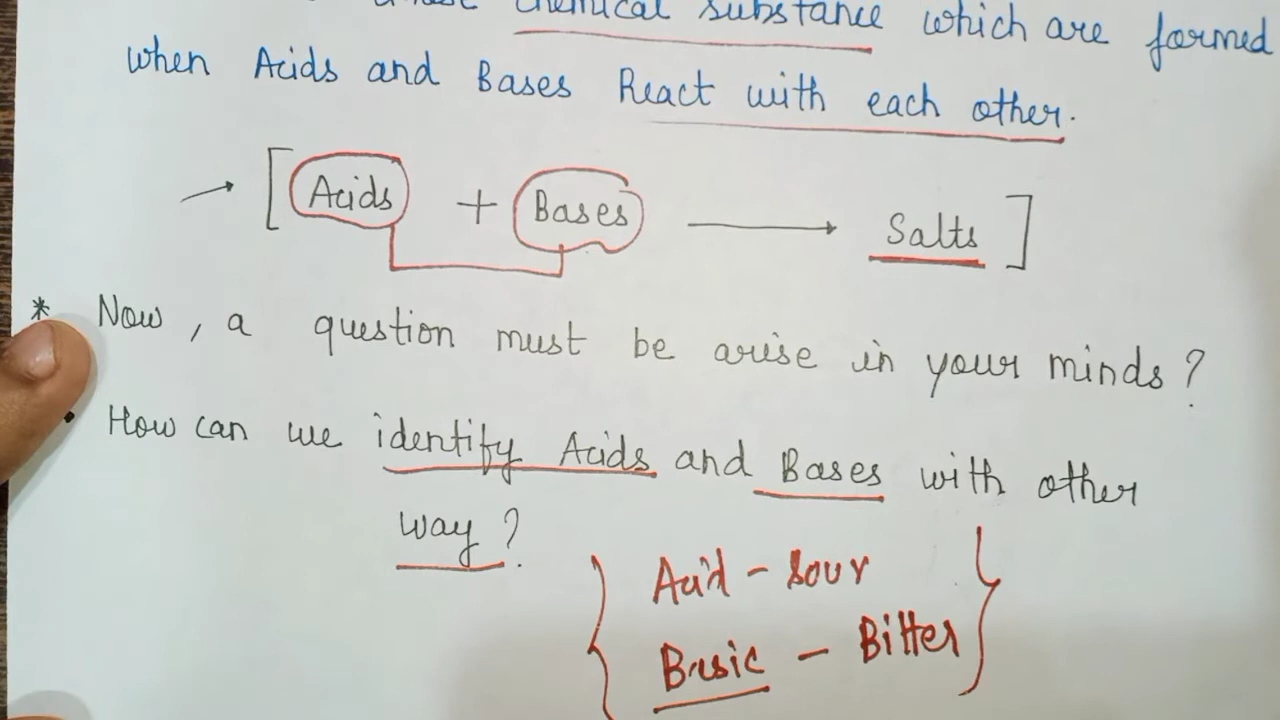 chemical substance which are formed
when Acids and Bases React with each other.
→ [ Acids + Bases → Salts ]
* Now, a question must be arise in your minds?
• How can we identify Acids and Bases with other
way?
{ Acid - Sour }
Basic - Bitter